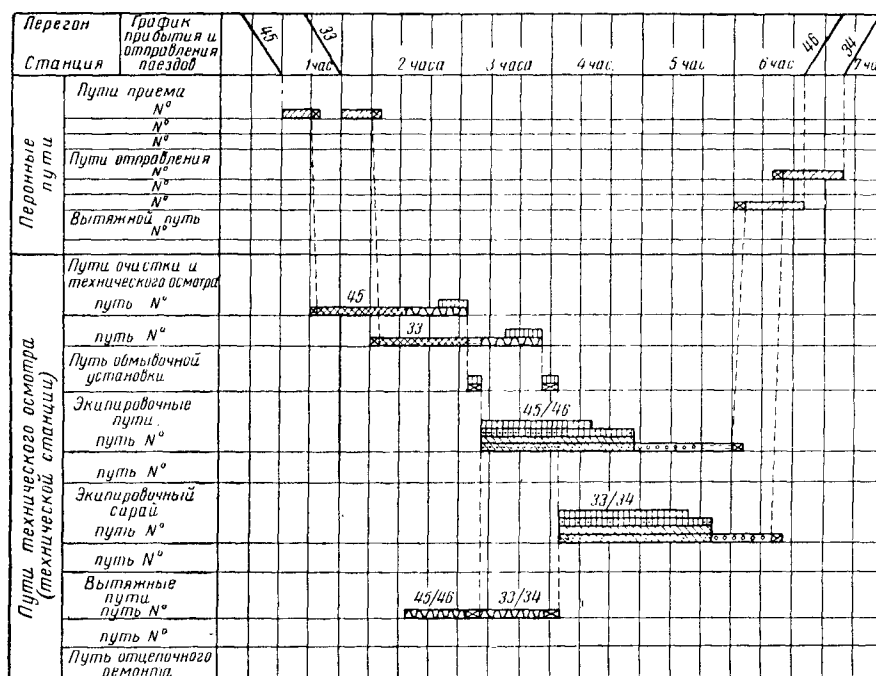 Перегон
График
прибытия и
отправления
поездов
Станция
45
33
1 час
2 часа
3 часа
4 час.
5 часа
6 час
46
34
7 ча
Перонные
пути
Пути приема
№
№
№
Пути отправления
№
№
№
Вытяжной путь
№
Пути технического осмотра
(технической станции)
Пути очистки и
технического осмотра
путь №
45
путь №
33
Путь обмывочной
установки
Экипировочные
пути
путь №
45/46
путь №
Экипировочный
сарай
путь №
33/34
путь №
Вытяжные
пути
путь №
45/46
33/34
путь №
Путь отцепочного
ремонта